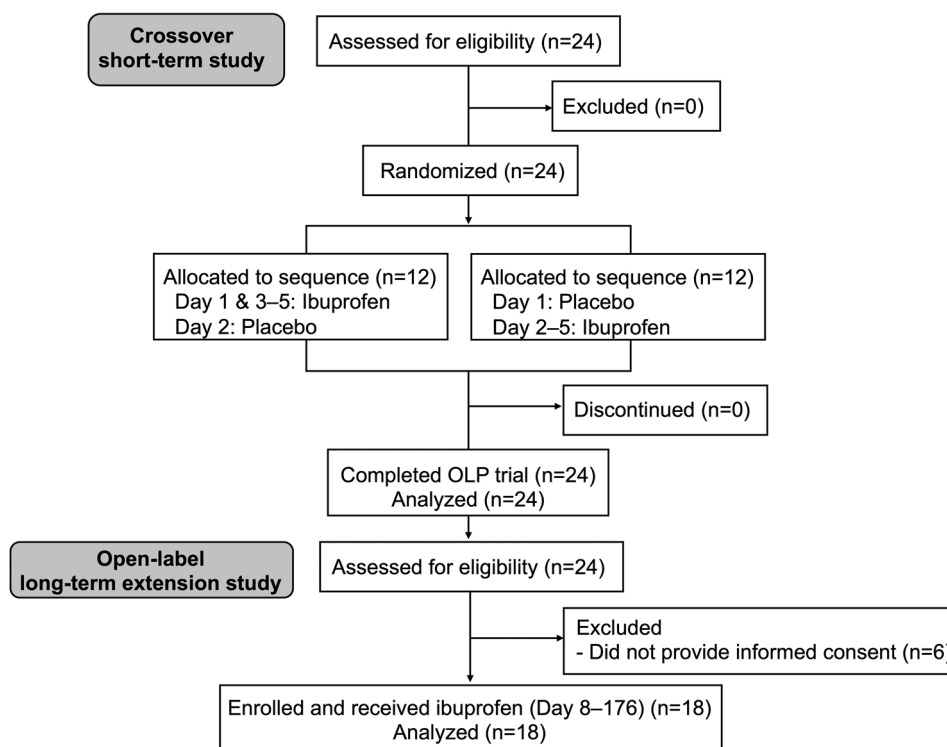 Crossover
short-term study
Assessed for eligibility (n=24)
Excluded (n=0)
Randomized (n=24)
Allocated to sequence (n=12)
Day 1 & 3–5: Ibuprofen
Day 2: Placebo
Allocated to sequence (n=12)
Day 1: Placebo
Day 2–5: Ibuprofen
Discontinued (n=0)
Completed OLP trial (n=24)
Analyzed (n=24)
Open-label
long-term extension study
Assessed for eligibility (n=24)
Excluded
- Did not provide informed consent (n=6)
Enrolled and received ibuprofen (Day 8–176) (n=18)
Analyzed (n=18)